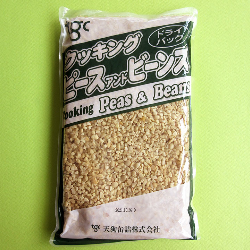 tgc
クッキング
ピースアンドビーンズ
ドライ
パック
Cooking Peas & Beans
天狗缶詰株式会社